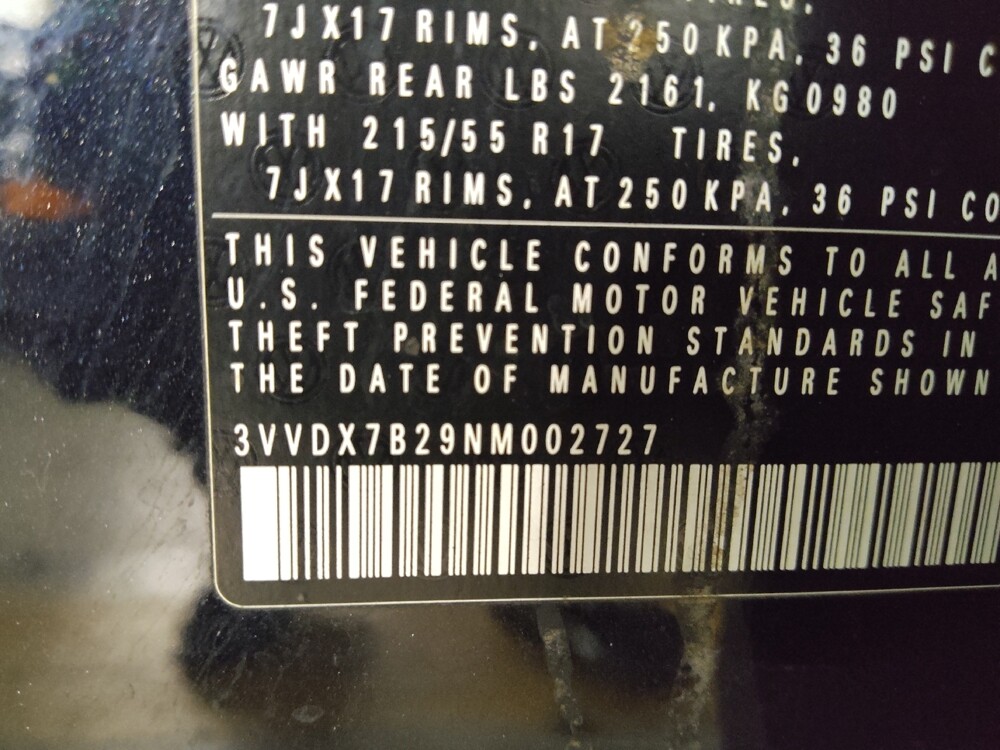 7JX17 RIMS, AT 250 KPA, 36 PSI C
GAWR REAR LBS 2161, KG 0980
WITH 215/55 R17 TIRES,
7JX17 RIMS, AT 250 KPA, 36 PSI CO
THIS VEHICLE CONFORMS TO ALL A
U.S. FEDERAL MOTOR VEHICLE SAF
THEFT PREVENTION STANDARDS IN
THE DATE OF MANUFACTURE SHOWN
3VVDX7B29NM002727